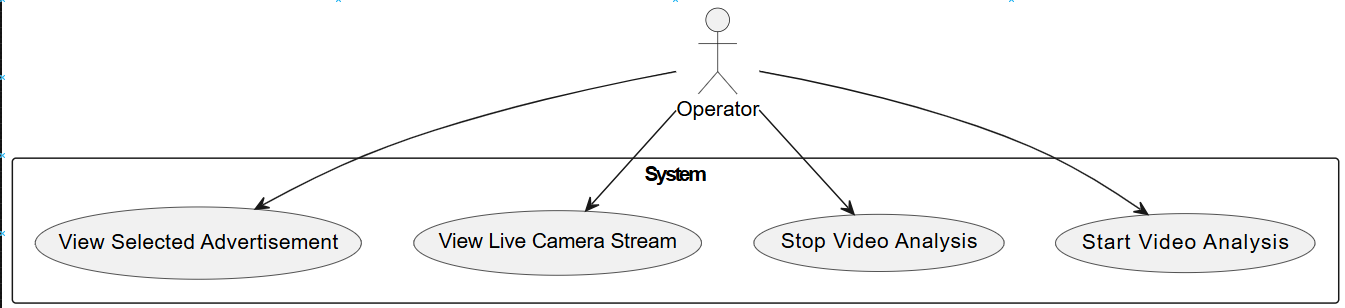 Operator
System
View Selected Advertisement
View Live Camera Stream
Stop Video Analysis
Start Video Analysis